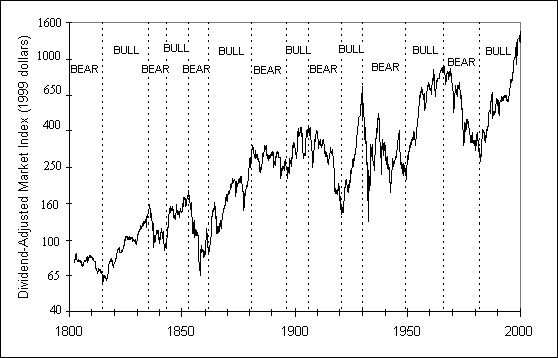 Dividend-Adjusted Market Index (1999 dollars)
1600
1000
650
400
250
160
100
65
40
BEAR
BULL
BEAR
BULL
BEAR
BULL
BEAR
BULL
BEAR
BULL
BEAR
BULL
BEAR
BULL
1800
1850
1900
1950
2000